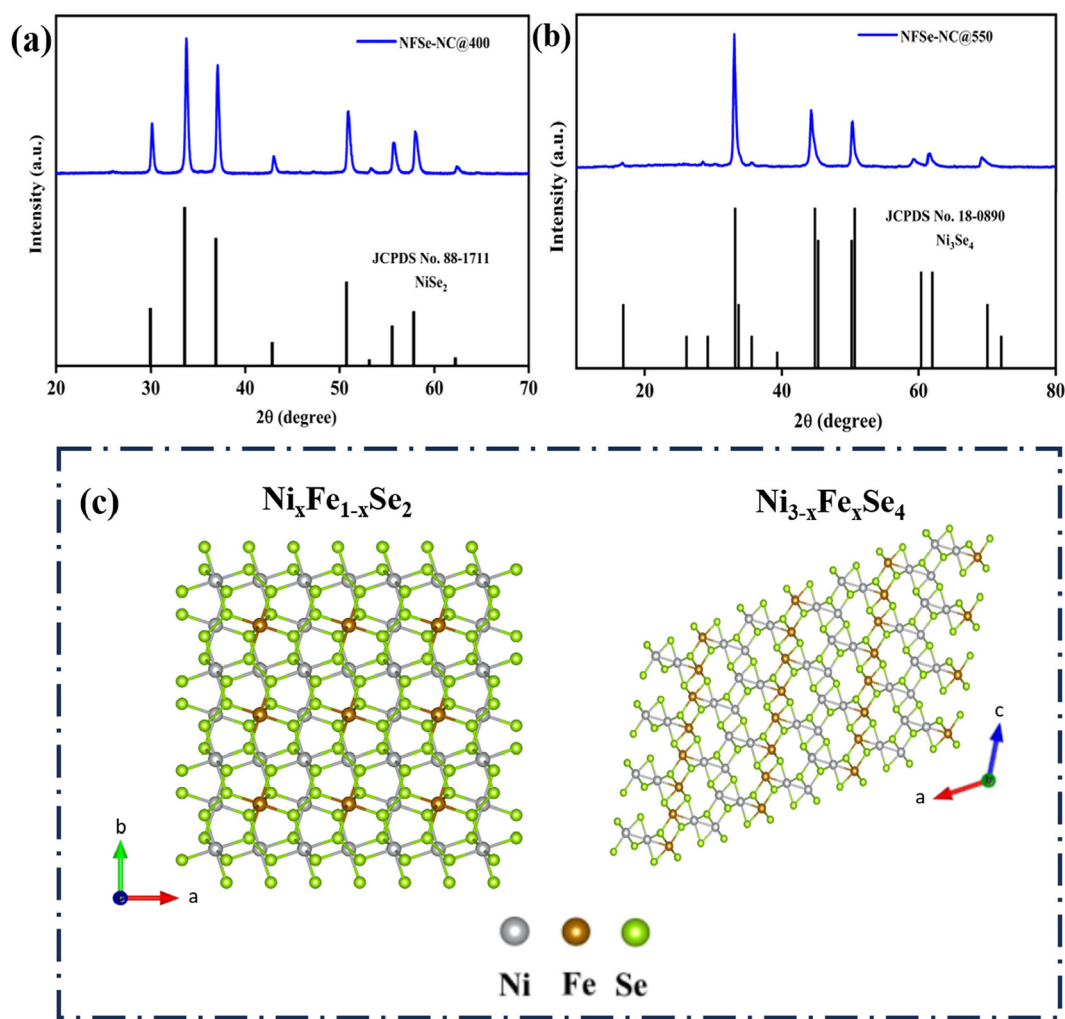 (a)
NFSe-NC@400
Intensity (a.u.)
JCPDS No. 88-1711
NiSe₂
20 30 40 50 60 70
2θ (degree)
(b)
NFSe-NC@550
Intensity (a.u.)
JCPDS No. 18-0890
Ni₃Se₄
20 40 60 80
2θ (degree)
(c)
NiₓFe₁₋ₓSe₂
Ni₃₋ₓFeₓSe₄
b
a
c
a
Ni Fe Se